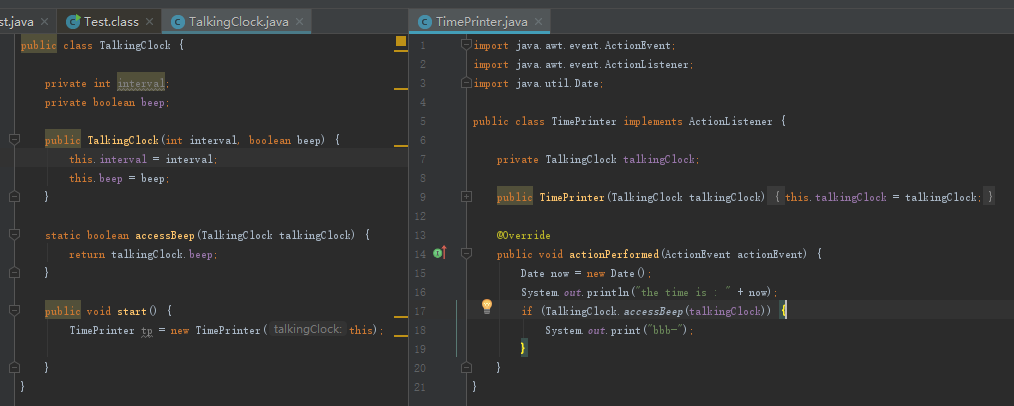 st.java × Test.class × TalkingClock.java ×
public class TalkingClock {
private int interval;
private boolean beep;
public TalkingClock(int interval, boolean beep) {
this.interval = interval;
this.beep = beep;
}
static boolean accessBeep(TalkingClock talkingClock) {
return talkingClock.beep;
}
public void start() {
TimePrinter tp = new TimePrinter( talkingClock: this);
}
}
TimePrinter.java ×
1 import java.awt.event.ActionEvent;
2 import java.awt.event.ActionListener;
3 import java.util.Date;
4
5 public class TimePrinter implements ActionListener {
6
7 private TalkingClock talkingClock;
8
9 public TimePrinter(TalkingClock talkingClock) { this.talkingClock = talkingClock; }
12
13 @Override
14 public void actionPerformed(ActionEvent actionEvent) {
15 Date now = new Date();
16 System.out.println("the time is : " + now);
17 if (TalkingClock.accessBeep(talkingClock)) {
18 System.out.print("bbb~");
19 }
20 }
21 }